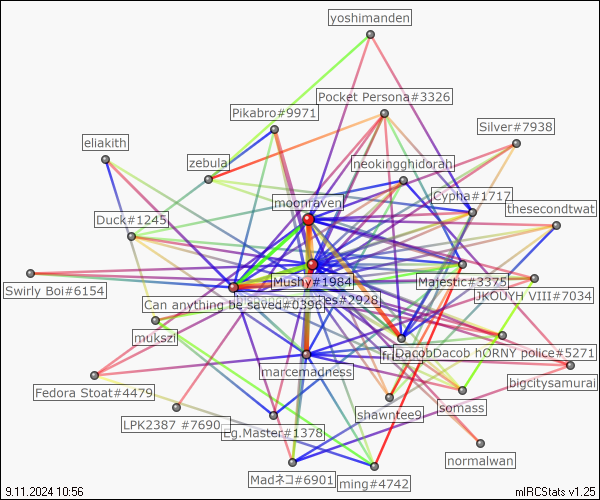 yoshimanden
Pocket Persona#3326
Pikabro#9971
Silver#7938
eliakith
zebula
neokingghidorah
Cypha#1717
moonraven
thesecondtwat
Duck#1245
Mushy#1984
Majestic#3375
Swirly Boi#6154
JKOUYH VIII#7034
Can anything be saved#0396
es#2928
mukszi
fr
DacobDacob hORNY police#5271
marcemadness
bigcitysamurai
Fedora Stoat#4479
shawntee9
somass
LPK2387 #7690
Eg.Master#1378
normalwan
Madネコ#6901
ming#4742
9.11.2024 10:56
mIRCStats v1.25